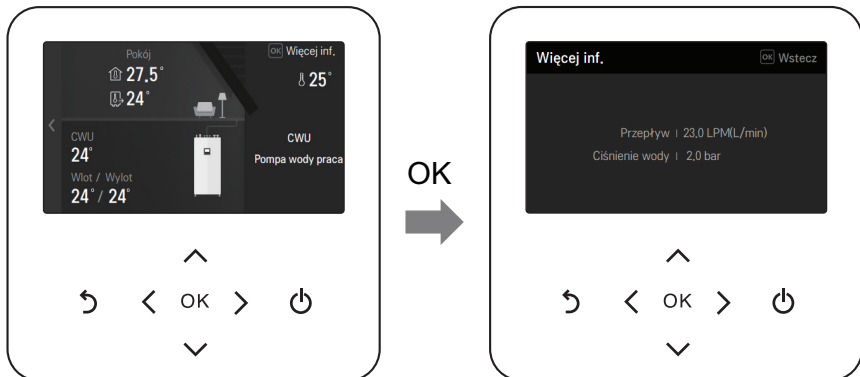 Pokój
27,5°
24°
OK Więcej inf.
25°
CWU
24°
Wlot / Wylot
24° / 24°
CWU
Pompa wody praca
OK
OK
Więcej inf.
OK Wstecz
Przepływ | 23,0 LPM(L/min)
Ciśnienie wody | 2,0 bar
OK